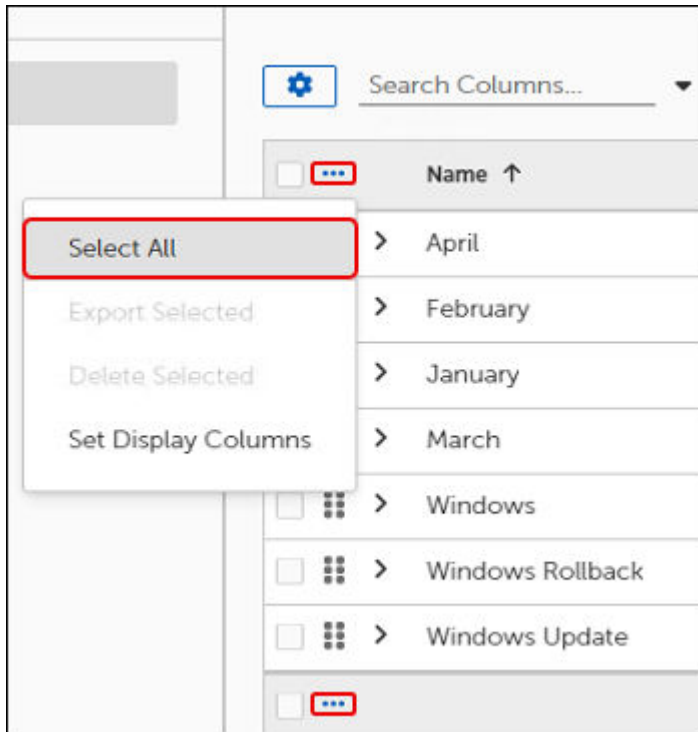 Search Columns...
Name ↑
Select All
Export Selected
Delete Selected
Set Display Columns
April
February
January
March
Windows
Windows Rollback
Windows Update